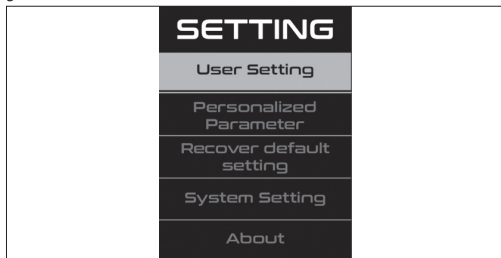 SETTING
User Setting
Personalized
Parameter
Recover default
setting
System Setting
About